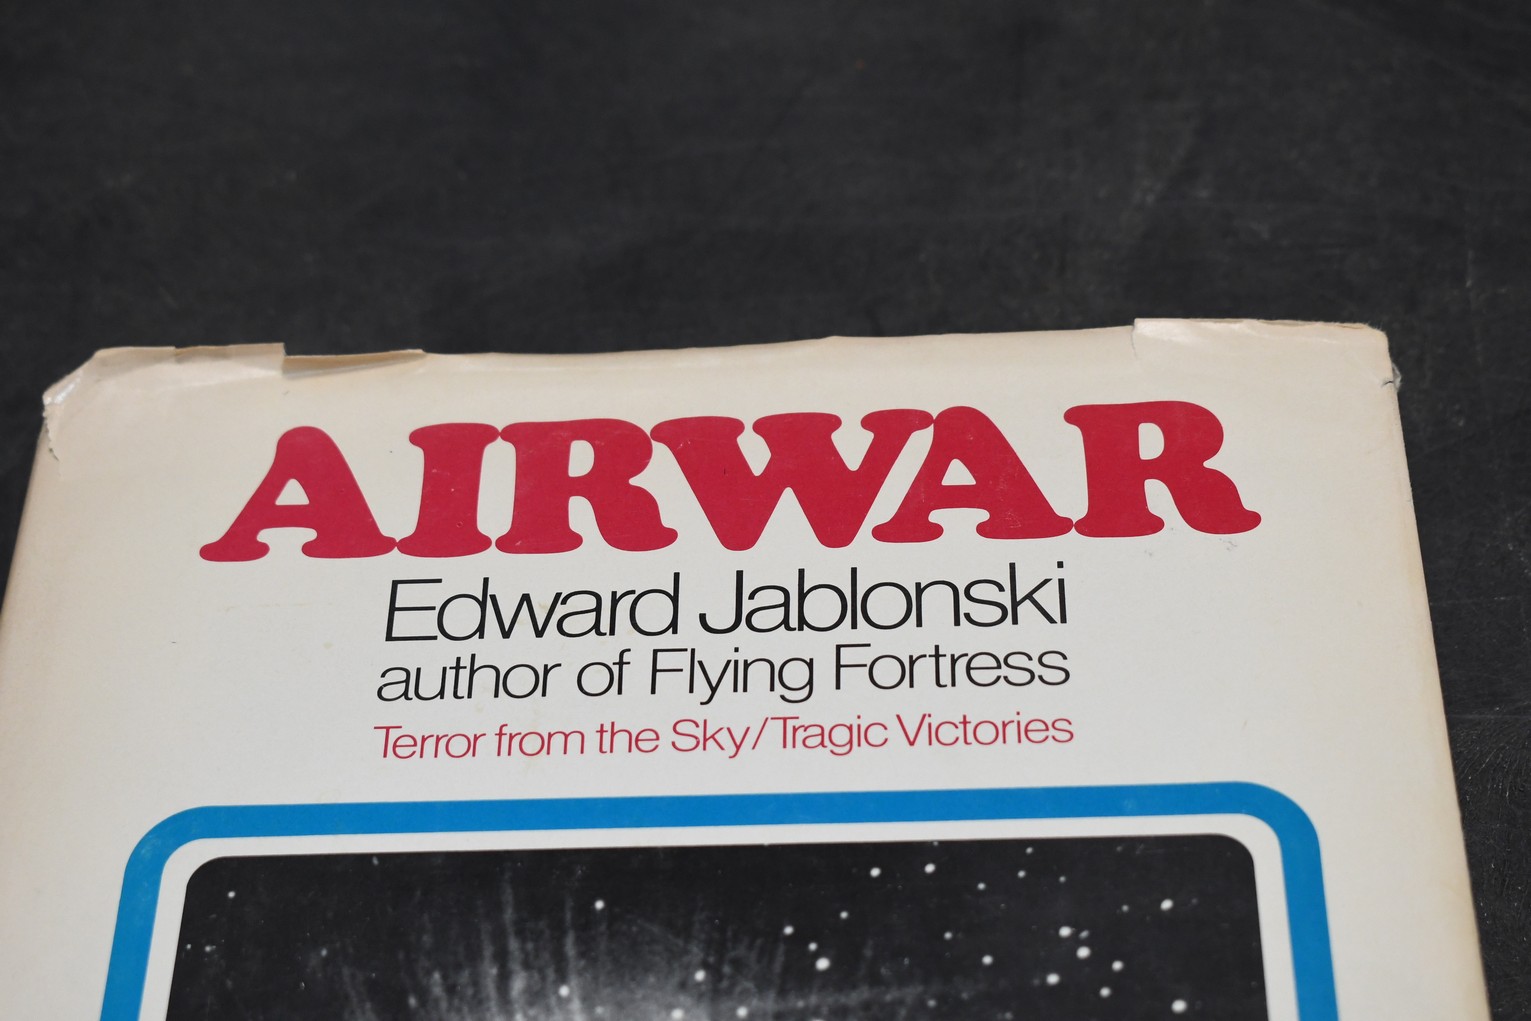 AIRWAR
Edward Jablonski
author of Flying Fortress
Terror from the Sky/Tragic Victories